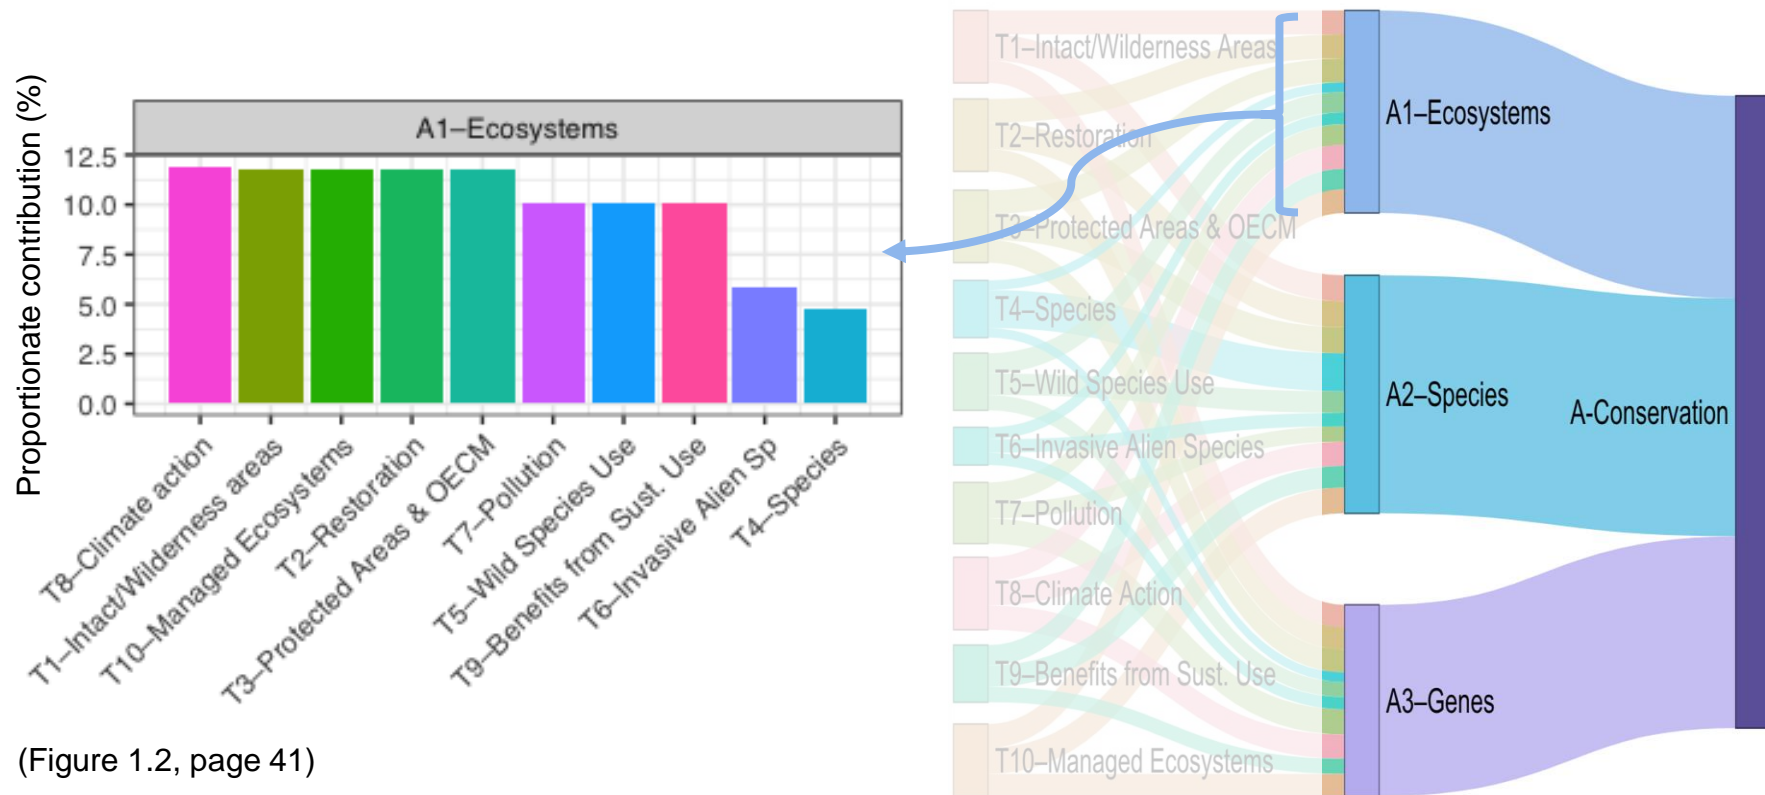 Proportionate contribution (%)
A1–Ecosystems
12.5
10.0
7.5
5.0
2.5
0.0
T8–Climate action
T1–Intact/Wilderness areas
T10–Managed Ecosystems
T2–Restoration
T3–Protected Areas & OECM
T7–Pollution
T5–Wild Species Use
T9–Benefits from Sust. Use
T6–Invasive Alien Sp
T4–Species
(Figure 1.2, page 41)
T1–Intact/Wilderness Areas
T2–Restoration
T3–Protected Areas & OECM
T4–Species
T5–Wild Species Use
T6–Invasive Alien Species
T7–Pollution
T8–Climate Action
T9–Benefits from Sust. Use
T10–Managed Ecosystems
A1–Ecosystems
A2–Species
A3–Genes
A-Conservation